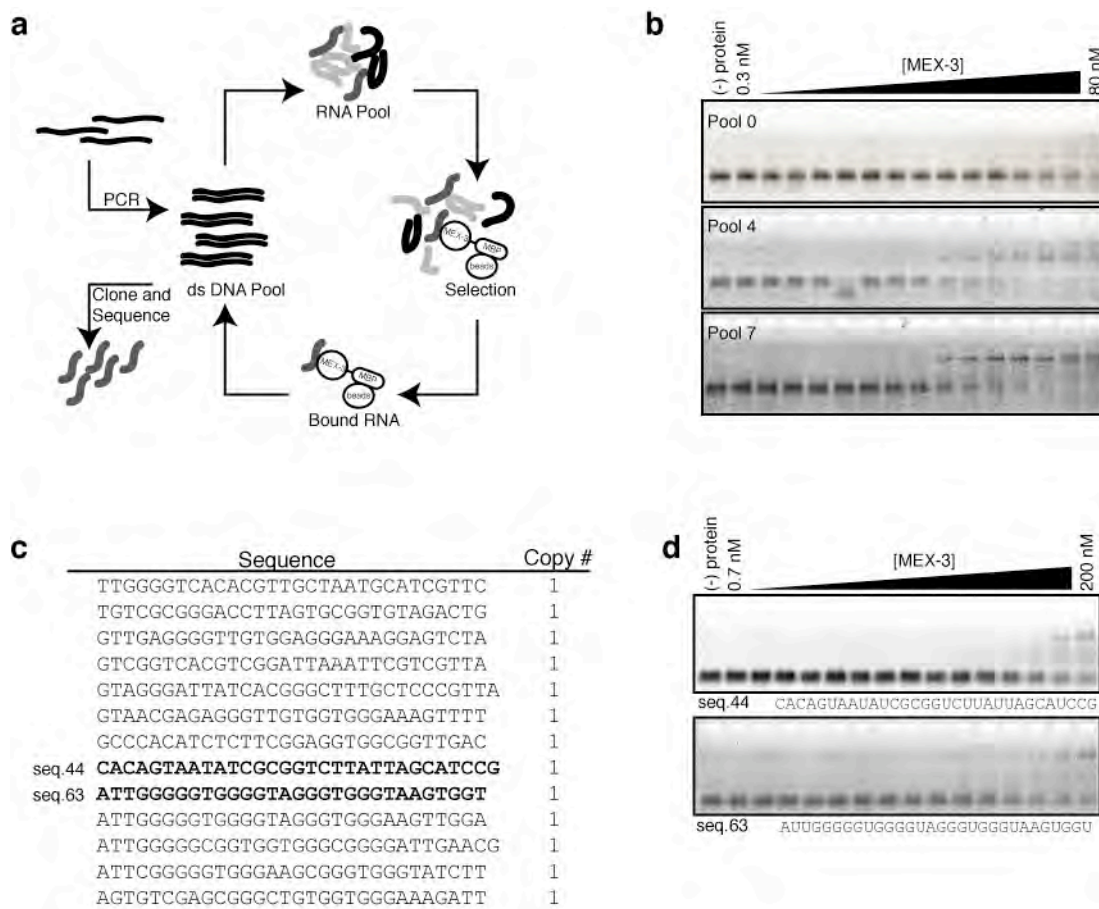 a
RNA Pool
PCR
ds DNA Pool
Clone and
Sequence
MEX-3
MBP
beads
Selection
MEX-3
MBP
beads
Bound RNA
b
(-) protein
0.3 nM
[MEX-3]
80 nM
Pool 0
Pool 4
Pool 7
c
Sequence Copy #
TTGGGGTCACACGTTGCTAATGCATCGTTC 1
TGTCGCGGGACCTTAGTGCGGTGTAGACTG 1
GTTGAGGGGTTGTGGAGGGAAAGGAGTCTA 1
GTCGGTCACGTCGGATTAAATTCGTCGTTA 1
GTAGGGATTATCACGGGCTTTGCTCCCGTTA 1
GTAACGAGAGGGTTGTGGTGGGAAAGTTTT 1
GCCCACATCTCTTCGGAGGTGGCGGTTGAC 1
seq.44 CACAGTAATATCGCGGTCTTATTAGCATCCG 1
seq.63 ATTGGGGGTGGGGTAGGGTGGGTAAGTGGT 1
ATTGGGGGTGGGGTAGGGTGGGAAGTTGGA 1
ATTGGGGGCGGTGGTGGGCGGGGATTGAACG 1
ATTCGGGGGTGGGAAGCGGGTGGGTATCTT 1
AGTGTCGAGCGGGCTGTGGTGGGAAAGATT 1
d
(-) protein
0.7 nM
[MEX-3]
200 nM
seq.44 CACAGUAAUAUCGCGGUCUUAUUAGCAUCCG
seq.63 AUUGGGGGUGGGGUAGGGUGGGUAAGUGGU